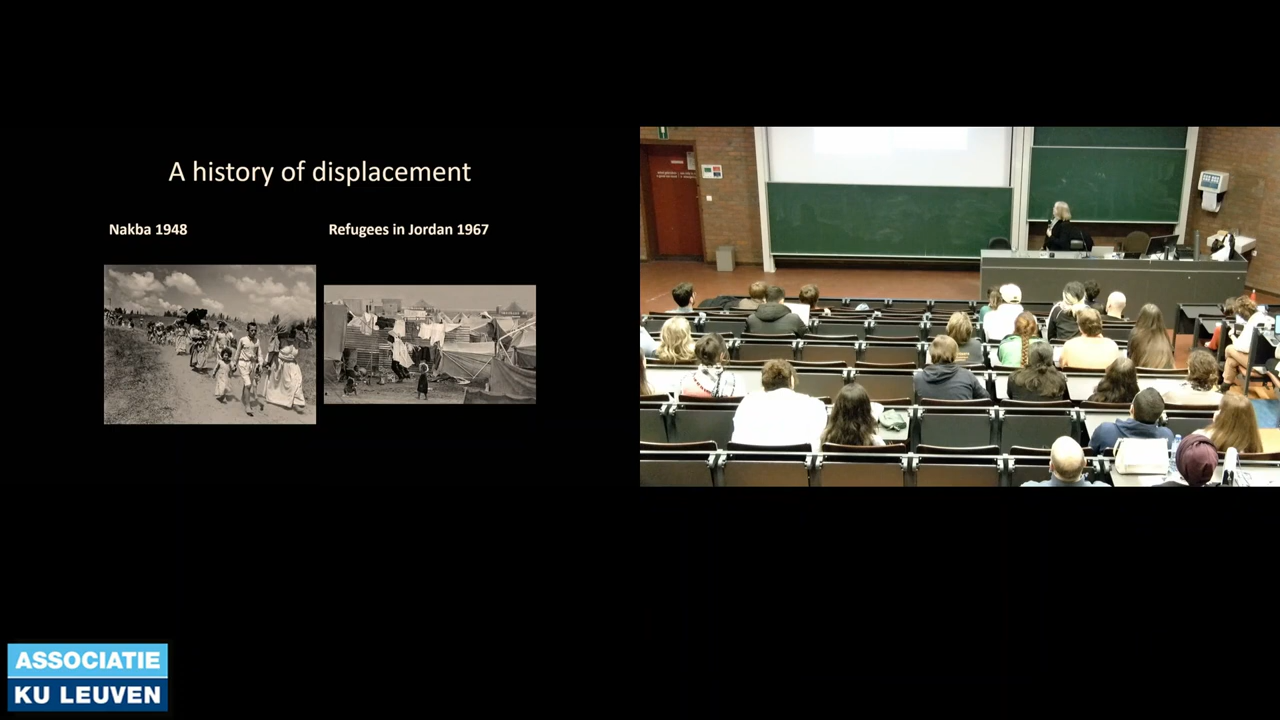 A history of displacement
Nakba 1948
Refugees in Jordan 1967
ASSOCIATIE
KU LEUVEN